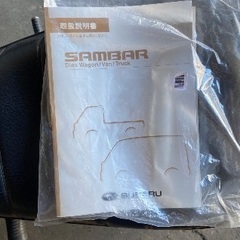 取扱説明書
SAMBAR
Dias Wagon/Van/Truck
SUBARU